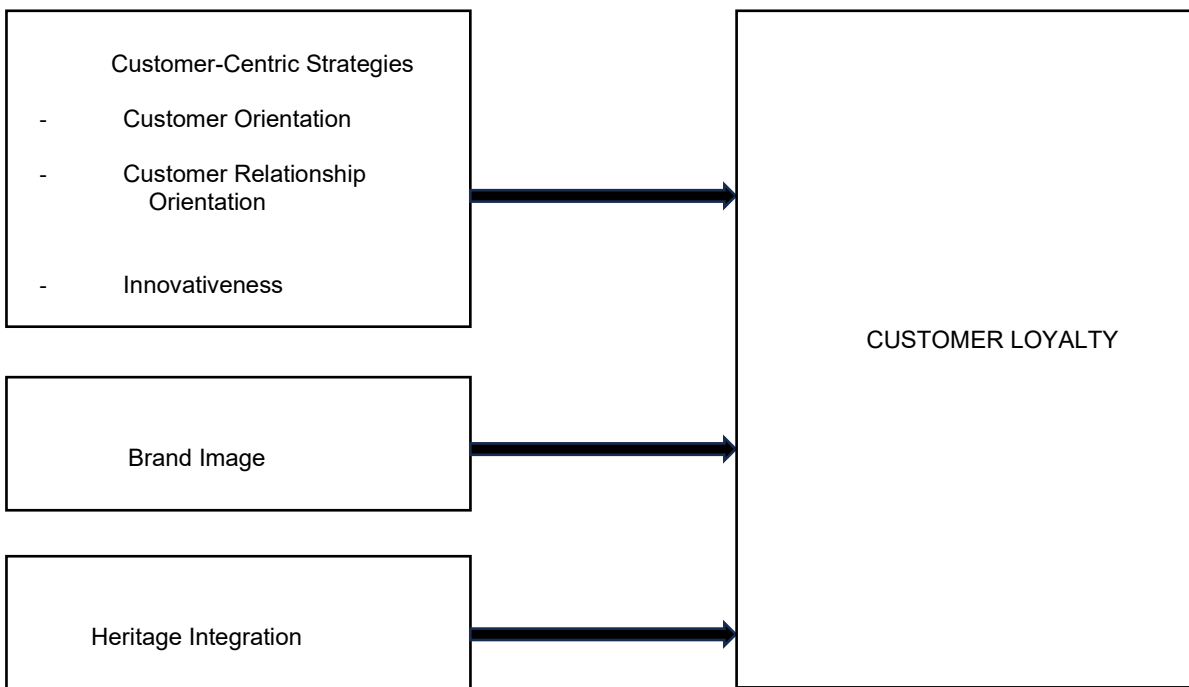 Customer-Centric Strategies
- Customer Orientation
- Customer Relationship
Orientation
- Innovativeness
CUSTOMER LOYALTY
Brand Image
Heritage Integration